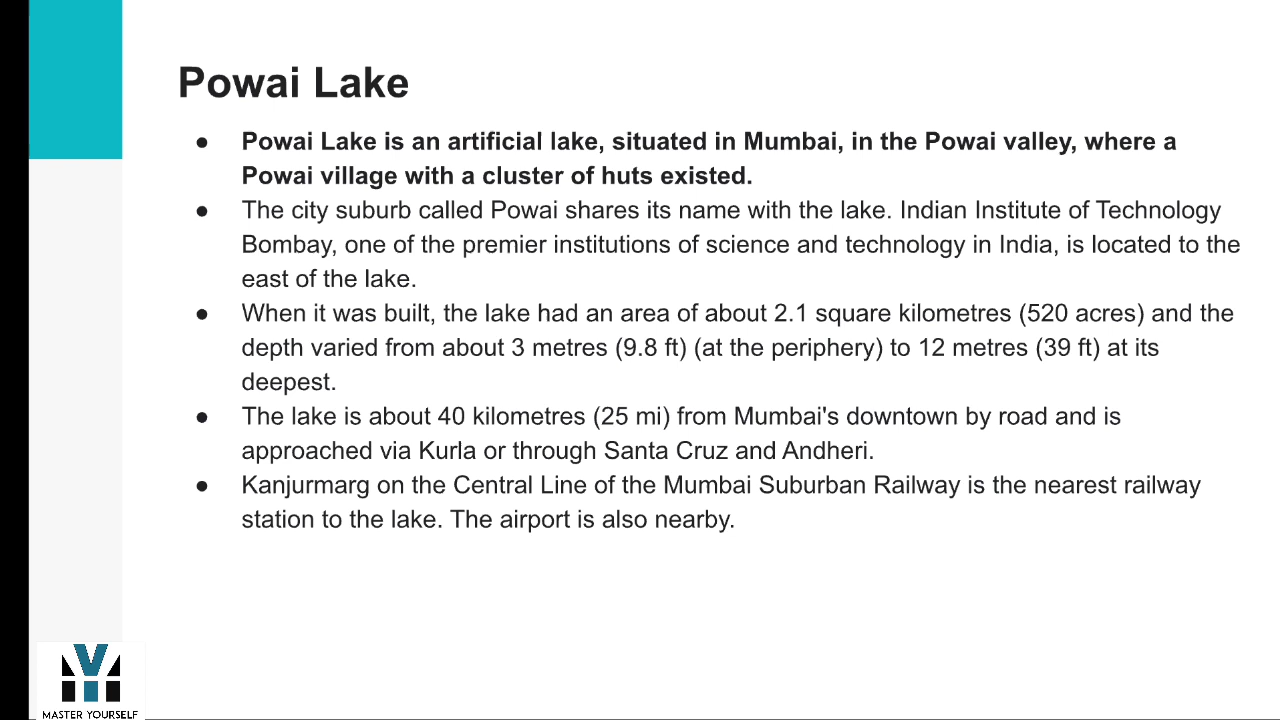 Powai Lake
● Powai Lake is an artificial lake, situated in Mumbai, in the Powai valley, where a
Powai village with a cluster of huts existed.
● The city suburb called Powai shares its name with the lake. Indian Institute of Technology
Bombay, one of the premier institutions of science and technology in India, is located to the
east of the lake.
● When it was built, the lake had an area of about 2.1 square kilometres (520 acres) and the
depth varied from about 3 metres (9.8 ft) (at the periphery) to 12 metres (39 ft) at its
deepest.
● The lake is about 40 kilometres (25 mi) from Mumbai's downtown by road and is
approached via Kurla or through Santa Cruz and Andheri.
● Kanjurmarg on the Central Line of the Mumbai Suburban Railway is the nearest railway
station to the lake. The airport is also nearby.
MASTER YOURSELF